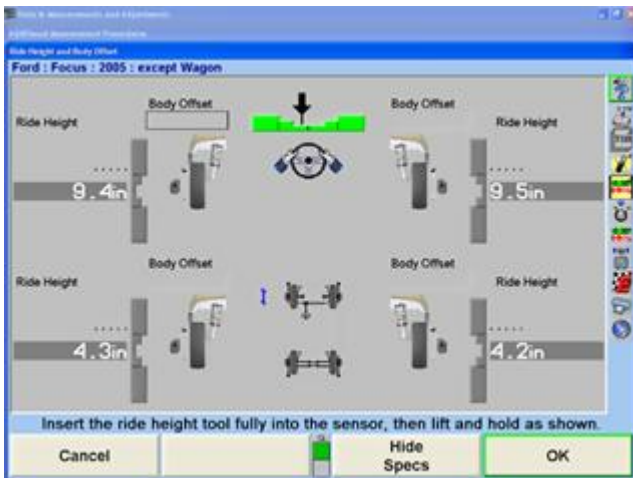 Ride Height and Body Offset
Ford : Focus : 2005 : except Wagon
Body Offset
Body Offset
Ride Height
Ride Height
9.4in
9.5in
Body Offset
Body Offset
Ride Height
Ride Height
4.3in
4.2in
Insert the ride height tool fully into the sensor, then lift and hold as shown.
Cancel
Hide
Specs
OK